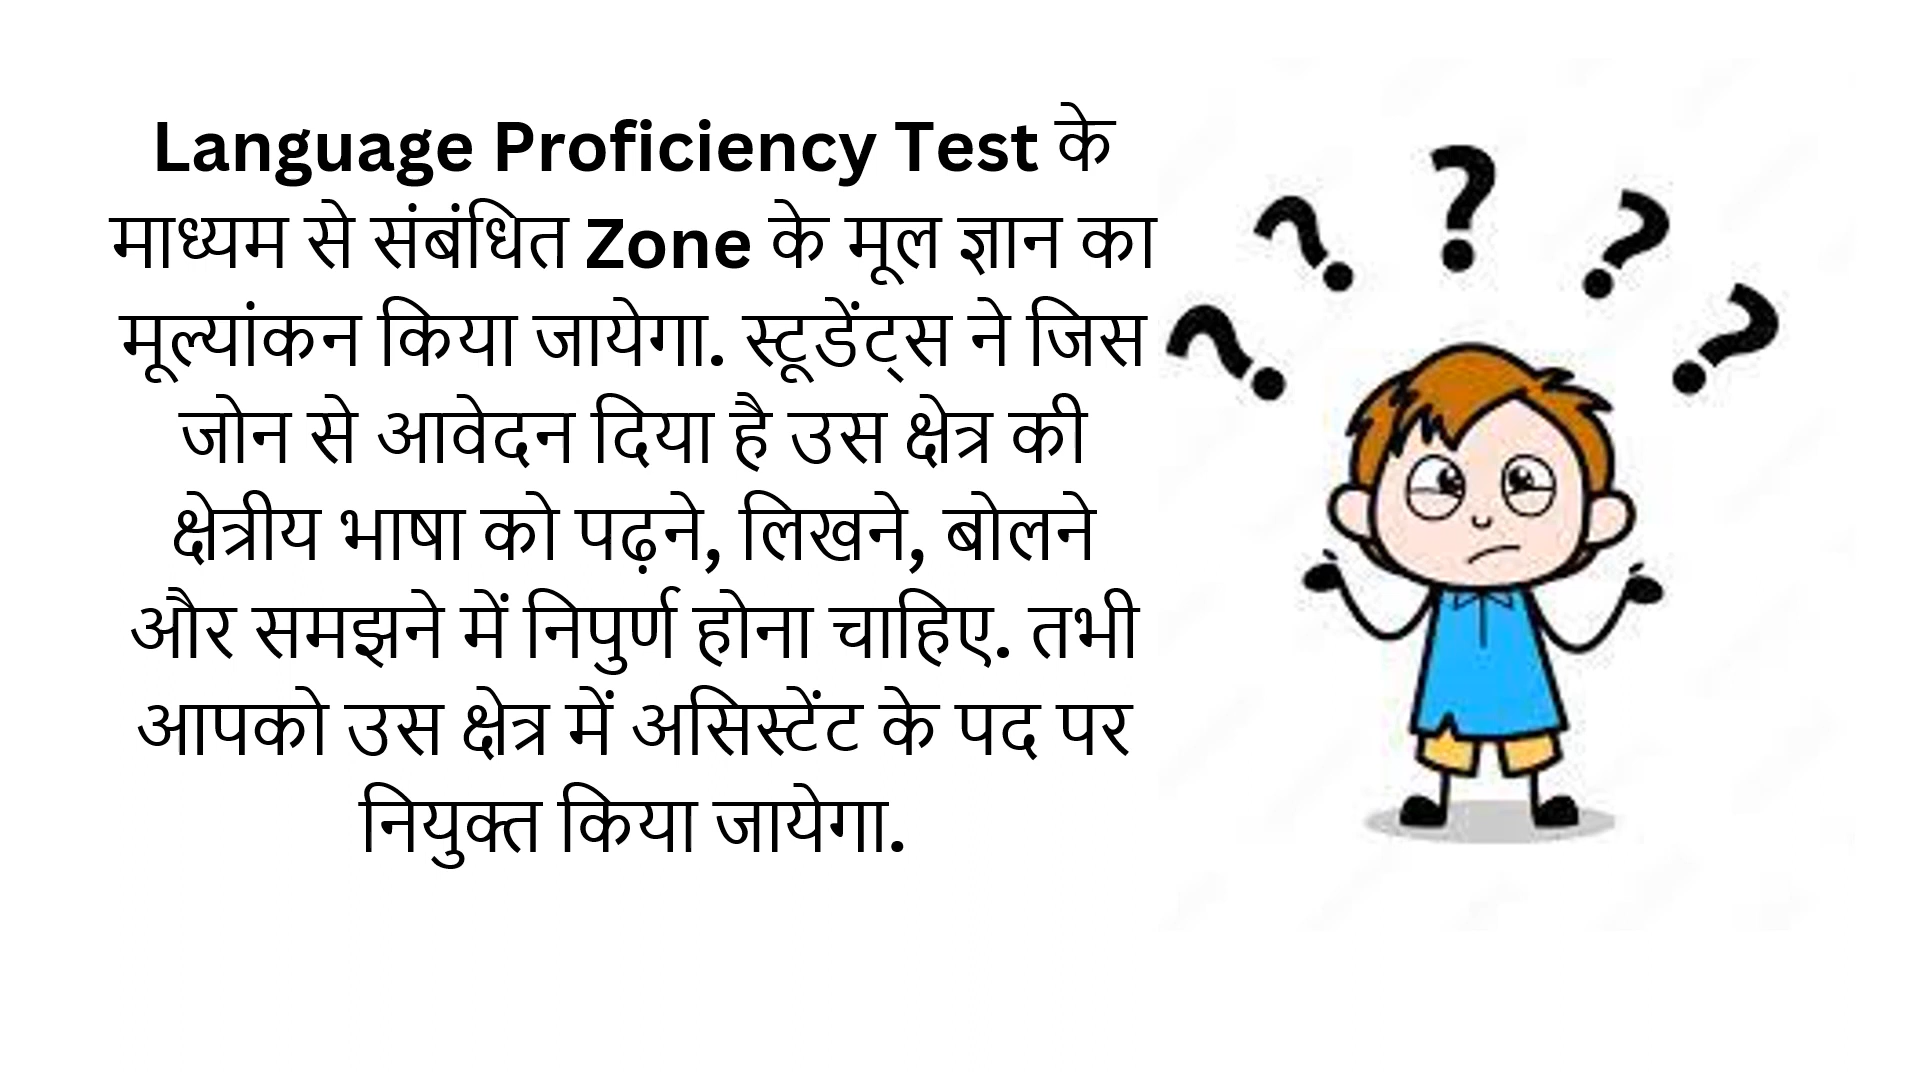 Language Proficiency Test के
माध्यम से संबंधित Zone के मूल ज्ञान का
मूल्यांकन किया जायेगा. स्टूडेंट्स ने जिस
जोन से आवेदन दिया है उस क्षेत्र की
क्षेत्रीय भाषा को पढ़ने, लिखने, बोलने
और समझने में निपुर्ण होना चाहिए. तभी
आपको उस क्षेत्र में असिस्टेंट के पद पर
नियुक्त किया जायेगा.
? ? ? ? ?